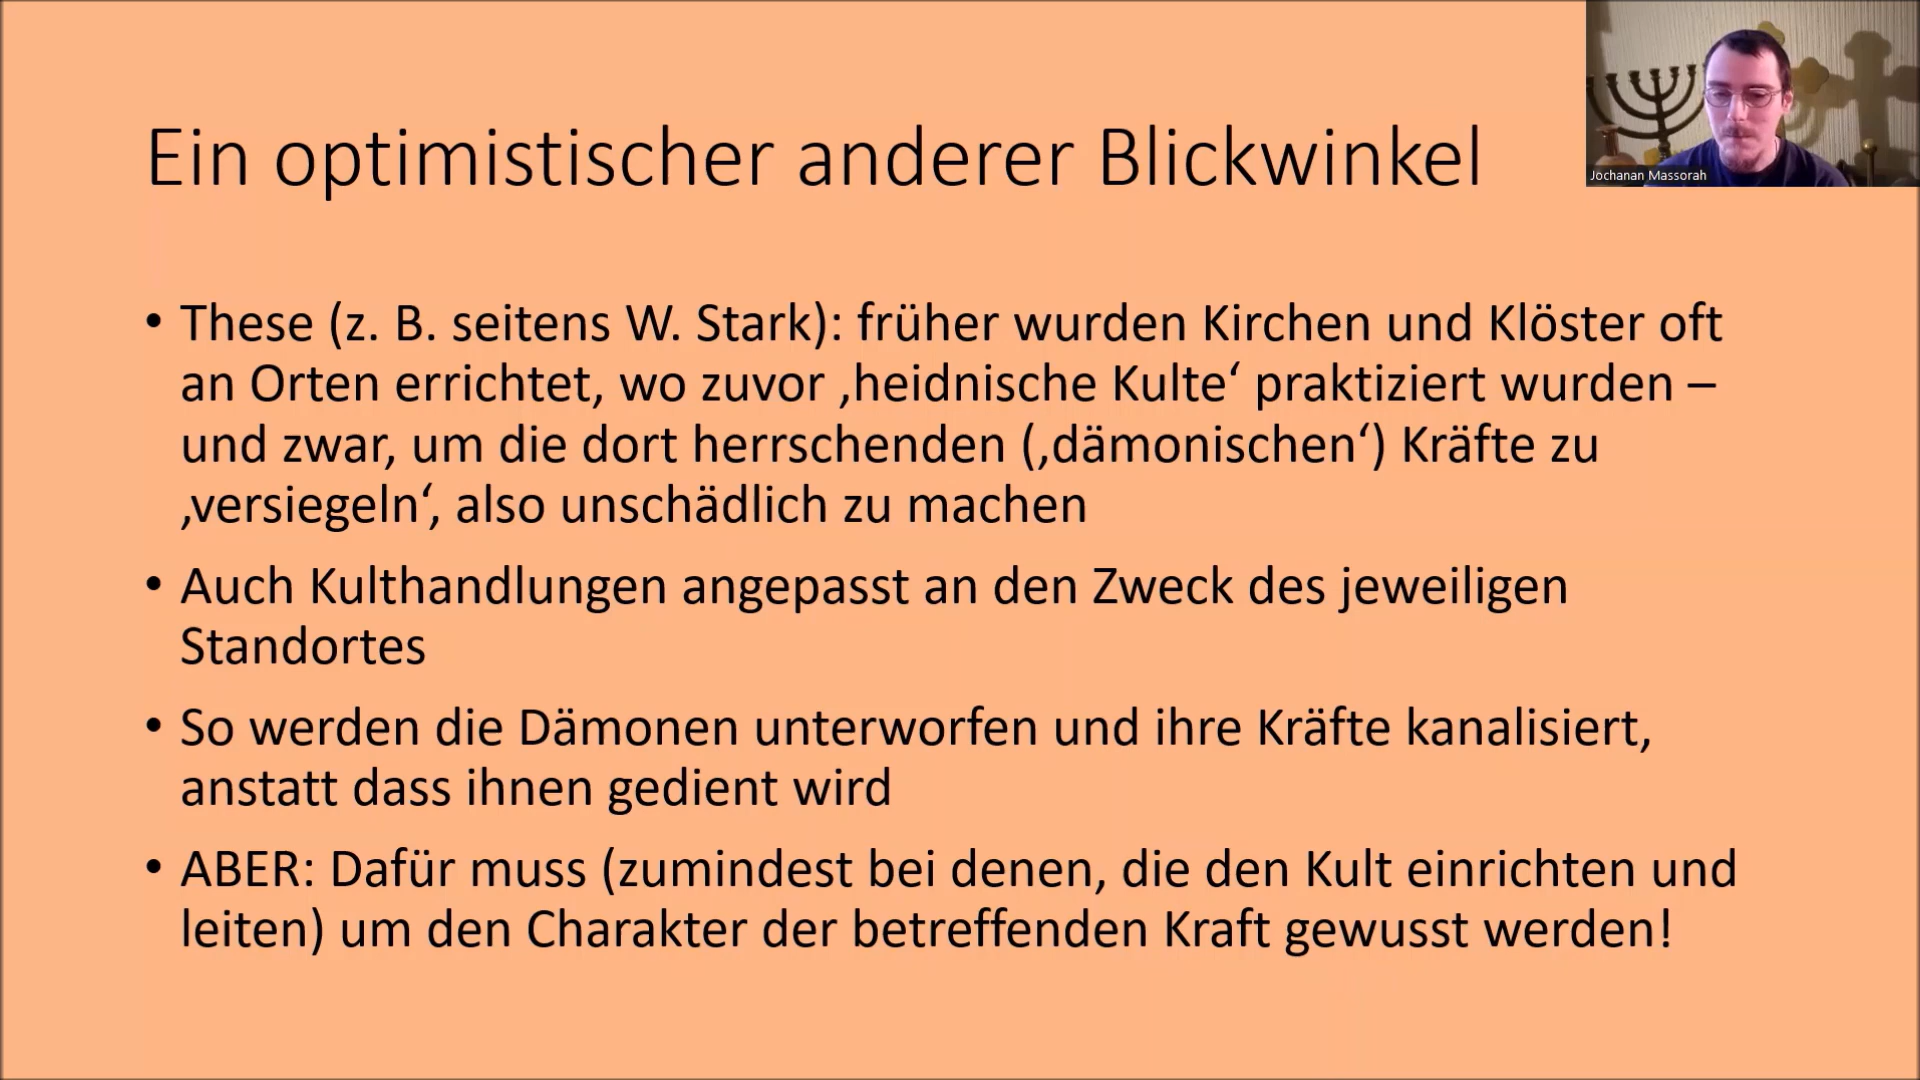 Ein optimistischer anderer Blickwinkel
Jochanan Massorah
• These (z. B. seitens W. Stark): früher wurden Kirchen und Klöster oft
an Orten errichtet, wo zuvor ‚heidnische Kulte‘ praktiziert wurden –
und zwar, um die dort herrschenden (‚dämonischen‘) Kräfte zu
‚versiegeln‘, also unschädlich zu machen
• Auch Kulthandlungen angepasst an den Zweck des jeweiligen
Standortes
• So werden die Dämonen unterworfen und ihre Kräfte kanalisiert,
anstatt dass ihnen gedient wird
• ABER: Dafür muss (zumindest bei denen, die den Kult einrichten und
leiten) um den Charakter der betreffenden Kraft gewusst werden!